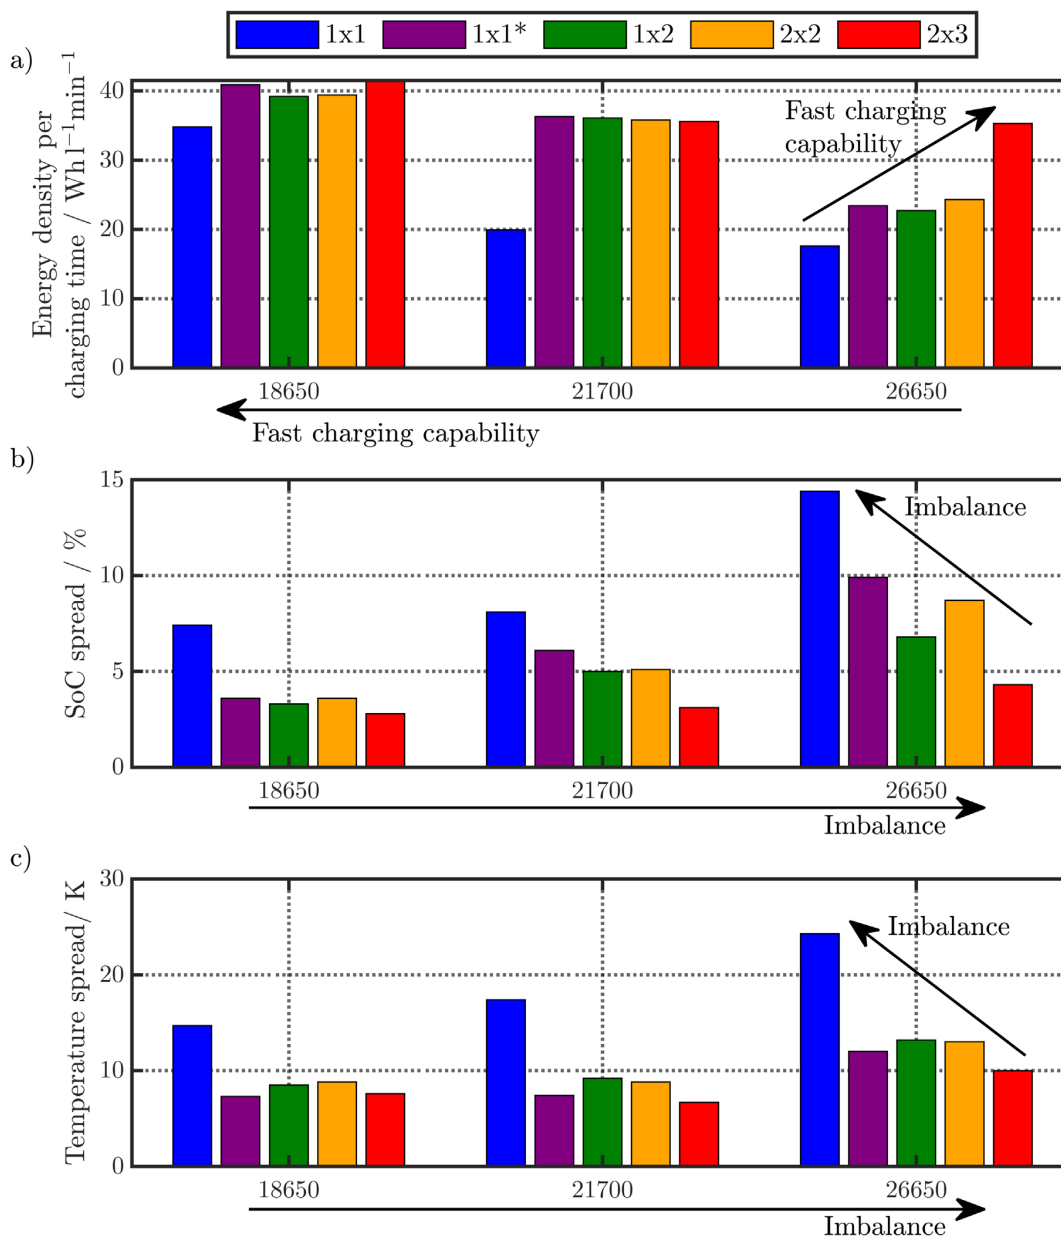 1x1 1x1* 1x2 2x2 2x3
a)
Energy density per
charging time / Wh l⁻¹min⁻¹
40
30
20
10
0
Fast charging
capability
18650 21700 26650
Fast charging capability
b)
SoC spread / %
15
10
5
0
Imbalance
18650 21700 26650
Imbalance
c)
Temperature spread/ K
30
20
10
0
Imbalance
18650 21700 26650
Imbalance